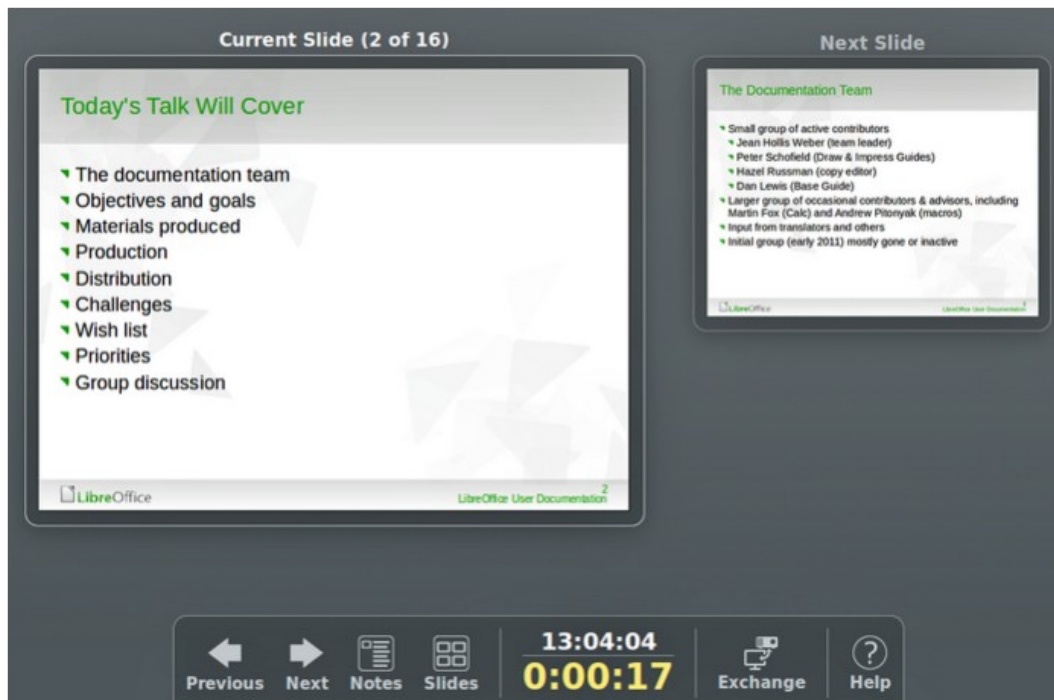 Current Slide (2 of 16)
Today's Talk Will Cover
The documentation team
Objectives and goals
Materials produced
Production
Distribution
Challenges
Wish list
Priorities
Group discussion
LibreOffice
2
LibreOffice User Documentation
Next Slide
The Documentation Team
Small group of active contributors
Jean Hollis Weber (team leader)
Peter Schofield (Draw & Impress Guides)
Hazel Russman (copy editor)
Dan Lewis (Base Guide)
Larger group of occasional contributors & advisors, including
Martin Fox (Calc) and Andrew Pitonyak (macros)
Input from translators and others
Initial group (early 2011) mostly gone or inactive
LibreOffice
LibreOffice User Documentation
Previous
Next
Notes
Slides
13:04:04
0:00:17
Exchange
Help